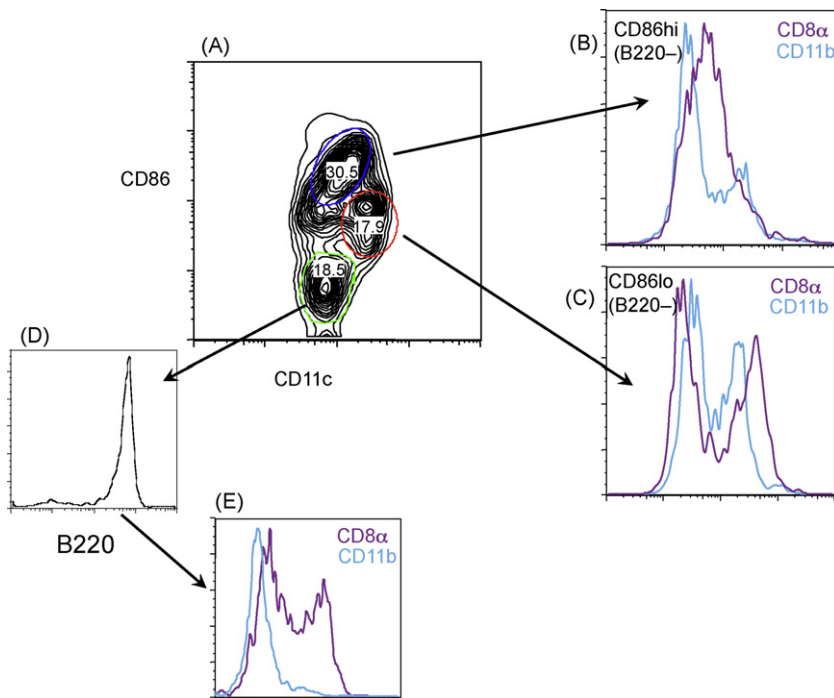 (A)
CD86
30.5
17.9
18.5
CD11c
(B)
CD86hi
(B220–)
CD8α
CD11b
(C)
CD86lo
(B220–)
CD8α
CD11b
(D)
B220
(E)
CD8α
CD11b